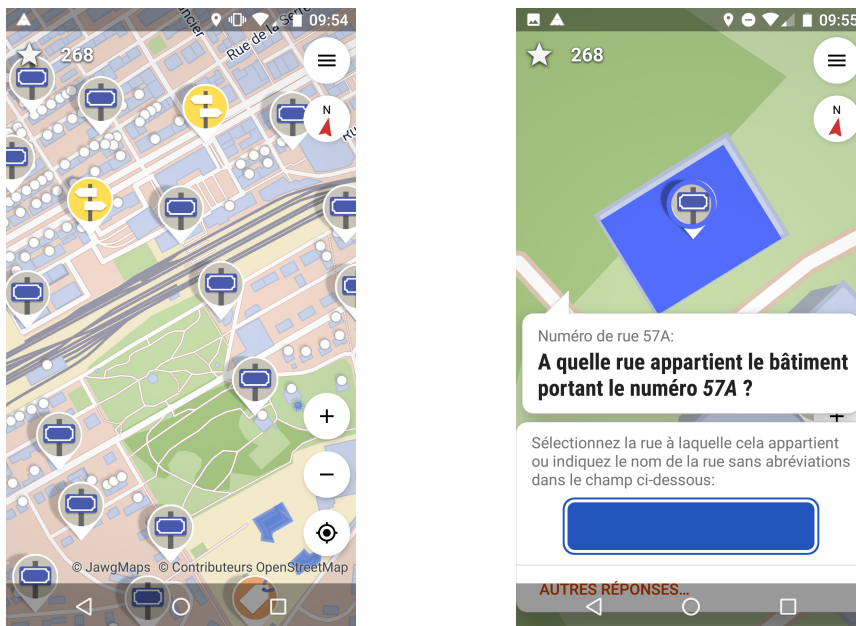 09:54
ncier
Rue de la Serre
268
N
Ru
+
−
© JawgMaps © Contributeurs OpenStreetMap
09:55
268
N
Numéro de rue 57A:
A quelle rue appartient le bâtiment
portant le numéro 57A ?
+
Sélectionnez la rue à laquelle cela appartient
ou indiquez le nom de la rue sans abréviations
dans le champ ci-dessous:
AUTRES RÉPONSES...